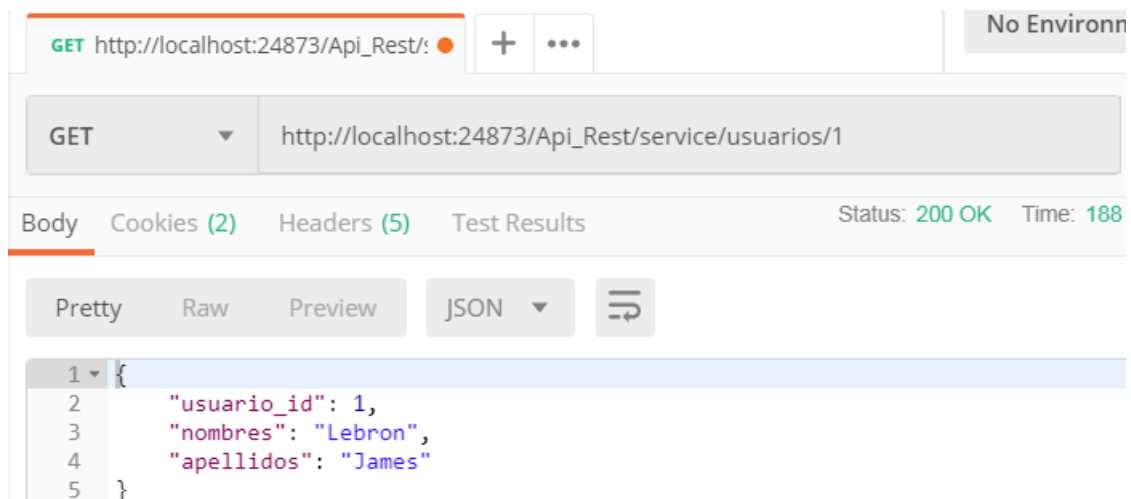 GET http://localhost:24873/Api_Rest/s + ••• No Environn
GET http://localhost:24873/Api_Rest/service/usuarios/1
Body Cookies (2) Headers (5) Test Results Status: 200 OK Time: 188
Pretty Raw Preview JSON
1 {
2 "usuario_id": 1,
3 "nombres": "Lebron",
4 "apellidos": "James"
5 }